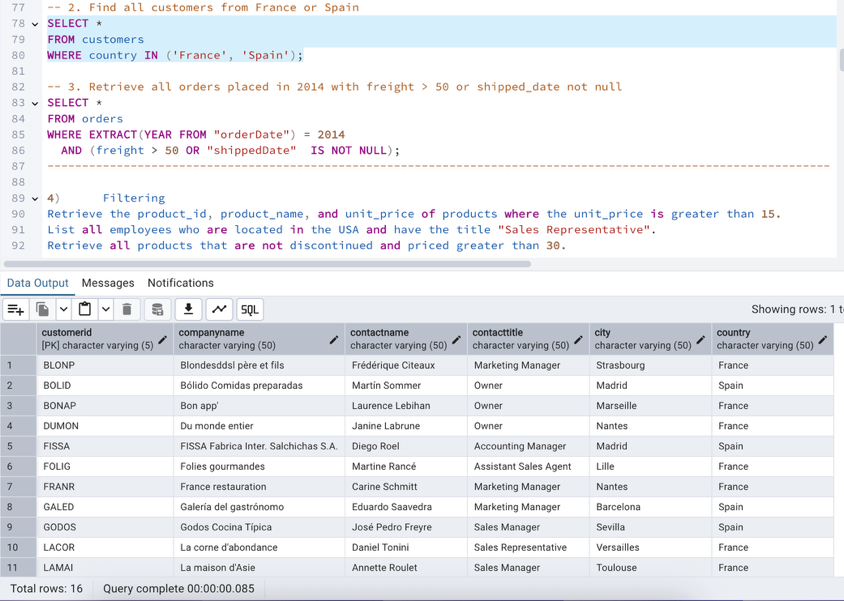 77 -- 2. Find all customers from France or Spain
78 SELECT *
79 FROM customers
80 WHERE country IN ('France', 'Spain');
81
82 -- 3. Retrieve all orders placed in 2014 with freight > 50 or shipped_date not null
83 SELECT *
84 FROM orders
85 WHERE EXTRACT(YEAR FROM "orderDate") = 2014
86 AND (freight > 50 OR "shippedDate"  IS NOT NULL);
87 --------------------------------------------------------------------------------
88
89 4) Filtering
90 Retrieve the product_id, product_name, and unit_price of products where the unit_price is greater than 15.
91 List all employees who are located in the USA and have the title "Sales Representative".
92 Retrieve all products that are not discontinued and priced greater than 30.
Data Output Messages Notifications
SQL Showing rows: 1
customerid companyname contactname contacttitle city country
[PK] character varying (5) character varying (50) character varying (50) character varying (50) character varying (50) character varying (50)
1 BLONP Blondesddsl père et fils Frédérique Citeaux Marketing Manager Strasbourg France
2 BOLID Bólido Comidas preparadas Martín Sommer Owner Madrid Spain
3 BONAP Bon app' Laurence Lebihan Owner Marseille France
4 DUMON Du monde entier Janine Labrune Owner Nantes France
5 FISSA FISSA Fabrica Inter. Salchichas S.A. Diego Roel Accounting Manager Madrid Spain
6 FOLIG Folies gourmandes Martine Rancé Assistant Sales Agent Lille France
7 FRANR France restauration Carine Schmitt Marketing Manager Nantes France
8 GALED Galería del gastrónomo Eduardo Saavedra Marketing Manager Barcelona Spain
9 GODOS Godos Cocina Típica José Pedro Freyre Sales Manager Sevilla Spain
10 LACOR La corne d'abondance Daniel Tonini Sales Representative Versailles France
11 LAMAI La maison d'Asie Annette Roulet Sales Manager Toulouse France
Total rows: 16 Query complete 00:00:00.085